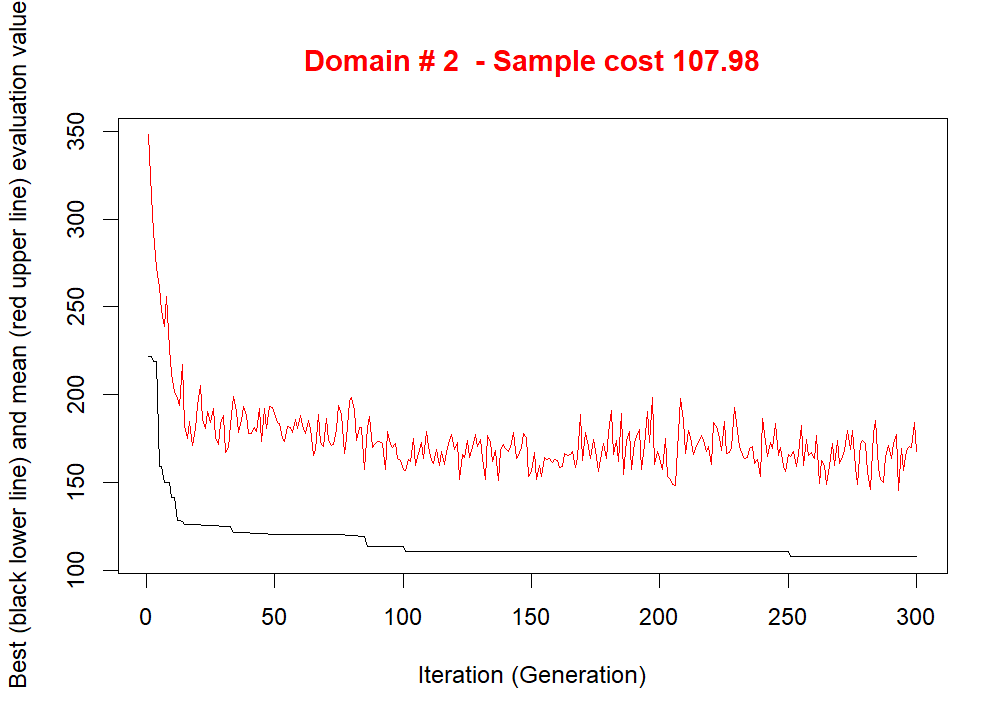 Domain # 2  - Sample cost 107.98
Best (black lower line) and mean (red upper line) evaluation value
350
300
250
200
150
100
0 50 100 150 200 250 300
Iteration (Generation)